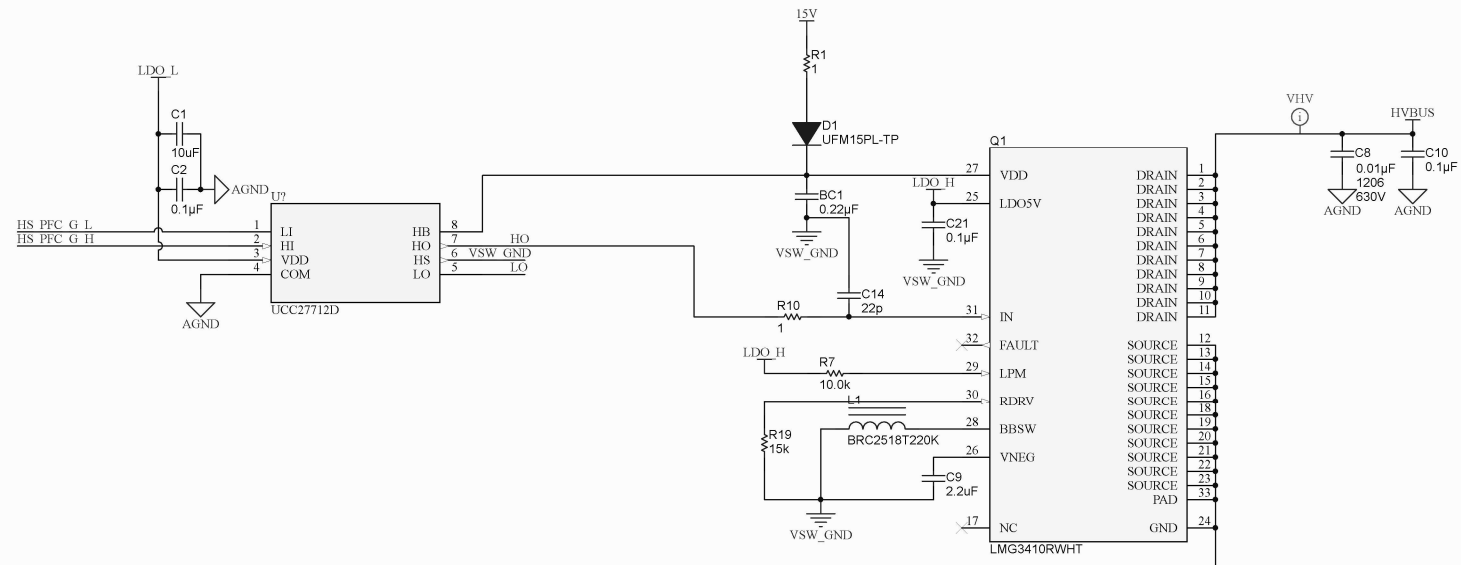 15V
R1
1
LDO_L
C1
10uF
C2
0.1µF
AGND
D1
UFM15PL-TP
U?
HS_PFC_G_L
HS_PFC_G_H
1
2
3
4
LI
HI
VDD
COM
HB
HO
HS
LO
8
7
6
5
HO
VSW_GND
LO
UCC27712D
AGND
BC1
0.22µF
VSW_GND
LDO_H
C21
0.1µF
VSW_GND
C14
22p
R10
1
LDO_H
R7
10.0k
L1
BRC2518T220K
R19
15k
C9
2.2uF
VSW_GND
Q1
27
25
31
32
29
30
28
26
17
VDD
LDO5V
IN
FAULT
LPM
RDRV
BBSW
VNEG
NC
DRAIN 1
DRAIN 2
DRAIN 3
DRAIN 4
DRAIN 5
DRAIN 6
DRAIN 7
DRAIN 8
DRAIN 9
DRAIN 10
DRAIN 11
SOURCE 12
SOURCE 13
SOURCE 14
SOURCE 15
SOURCE 16
SOURCE 18
SOURCE 19
SOURCE 20
SOURCE 21
SOURCE 22
SOURCE 23
PAD 33
GND 24
LMG3410RWHT
VHV
i
HVBUS
C8
0.01µF
1206
630V
AGND
C10
0.1µF
AGND